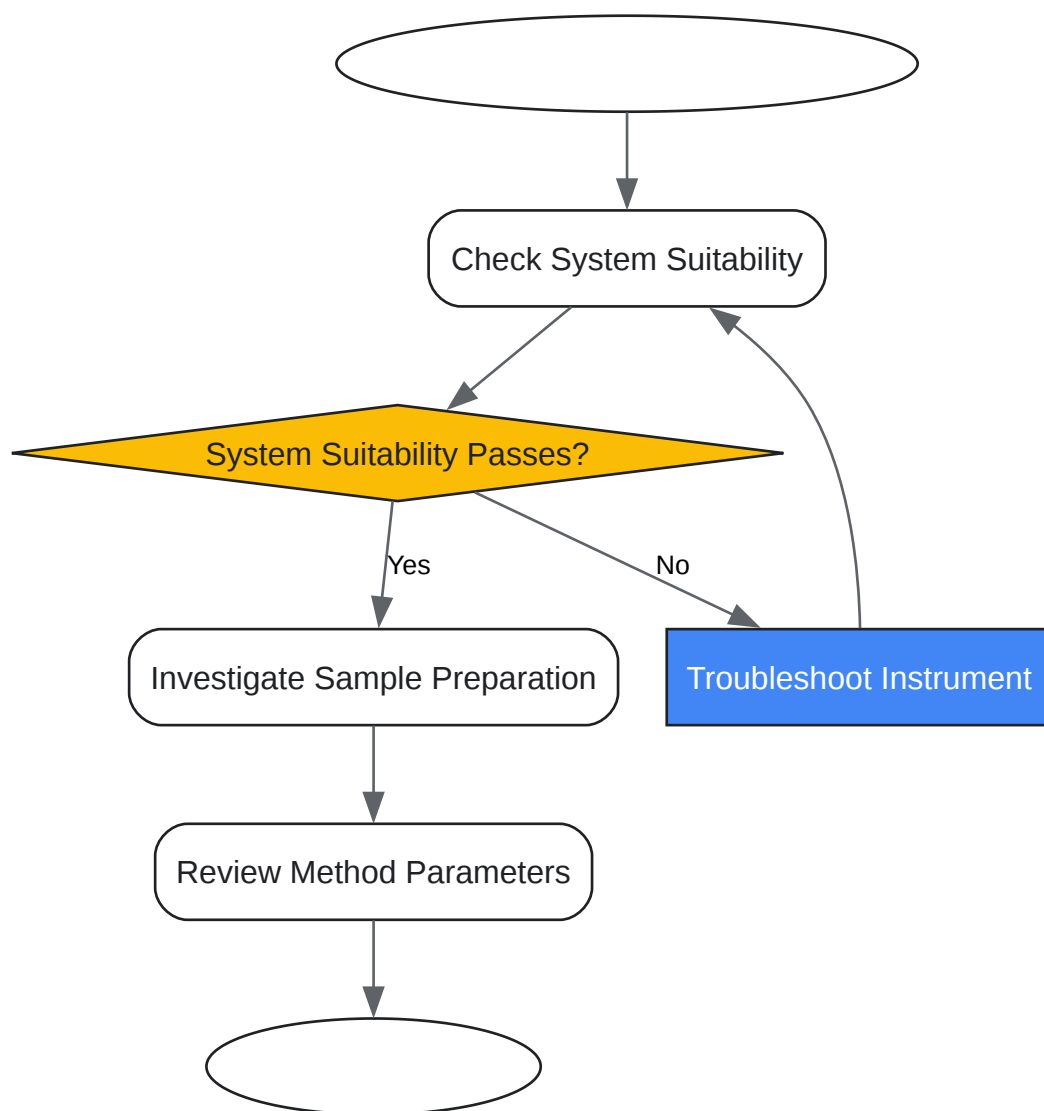 Check System Suitability
System Suitability Passes?
Yes
No
Investigate Sample Preparation
Troubleshoot Instrument
Review Method Parameters